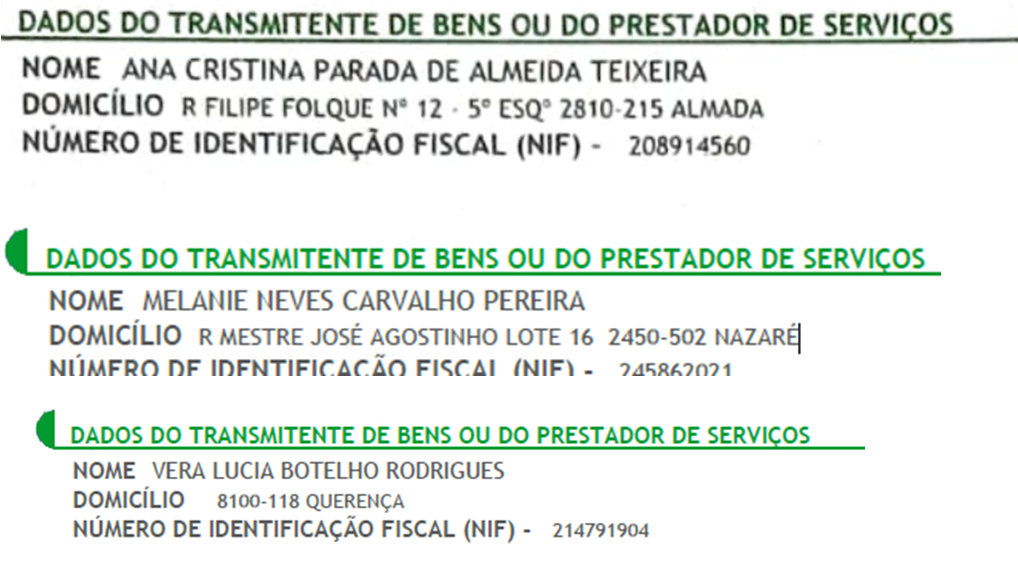 DADOS DO TRANSMITENTE DE BENS OU DO PRESTADOR DE SERVIÇOS
NOME ANA CRISTINA PARADA DE ALMEIDA TEIXEIRA
DOMICÍLIO R FILIPE FOLQUE Nº 12 - 5º ESQº 2810-215 ALMADA
NÚMERO DE IDENTIFICAÇÃO FISCAL (NIF) - 208914560
DADOS DO TRANSMITENTE DE BENS OU DO PRESTADOR DE SERVIÇOS
NOME MELANIE NEVES CARVALHO PEREIRA
DOMICÍLIO R MESTRE JOSÉ AGOSTINHO LOTE 16 2450-502 NAZARÉ
NÚMERO DE IDENTIFICAÇÃO FISCAL (NIF) - 245862021
DADOS DO TRANSMITENTE DE BENS OU DO PRESTADOR DE SERVIÇOS
NOME VERA LUCIA BOTELHO RODRIGUES
DOMICÍLIO 8100-118 QUERENÇA
NÚMERO DE IDENTIFICAÇÃO FISCAL (NIF) - 214791904